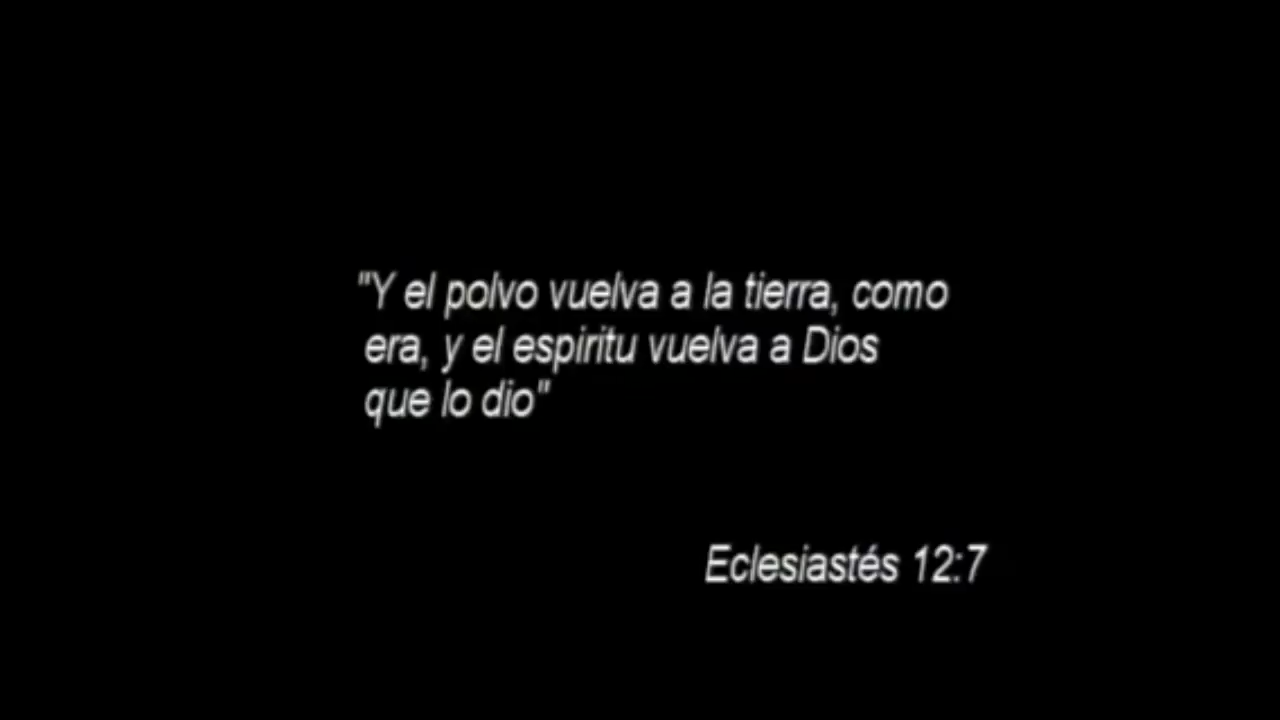 "Y el polvo vuelva a la tierra, como
era, y el espiritu vuelva a Dios
que lo dio"
Eclesiastés 12:7